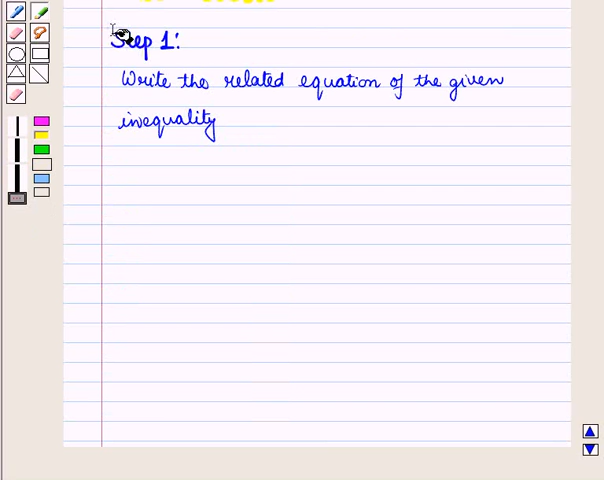 Step 1:
Write the related equation of the given
inequality